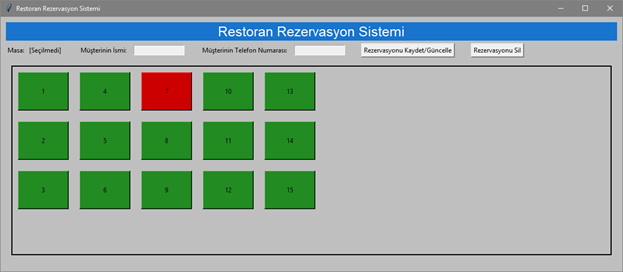 Restoran Rezervasyon Sistemi
Restoran Rezervasyon Sistemi
Masa: [Seçilmedi] Müşterinin İsmi: Müşterinin Telefon Numarası: Rezervasyonu Kaydet/Güncelle Rezervasyonu Sil
1 4 7 10 13
2 5 8 11 14
3 6 9 12 15